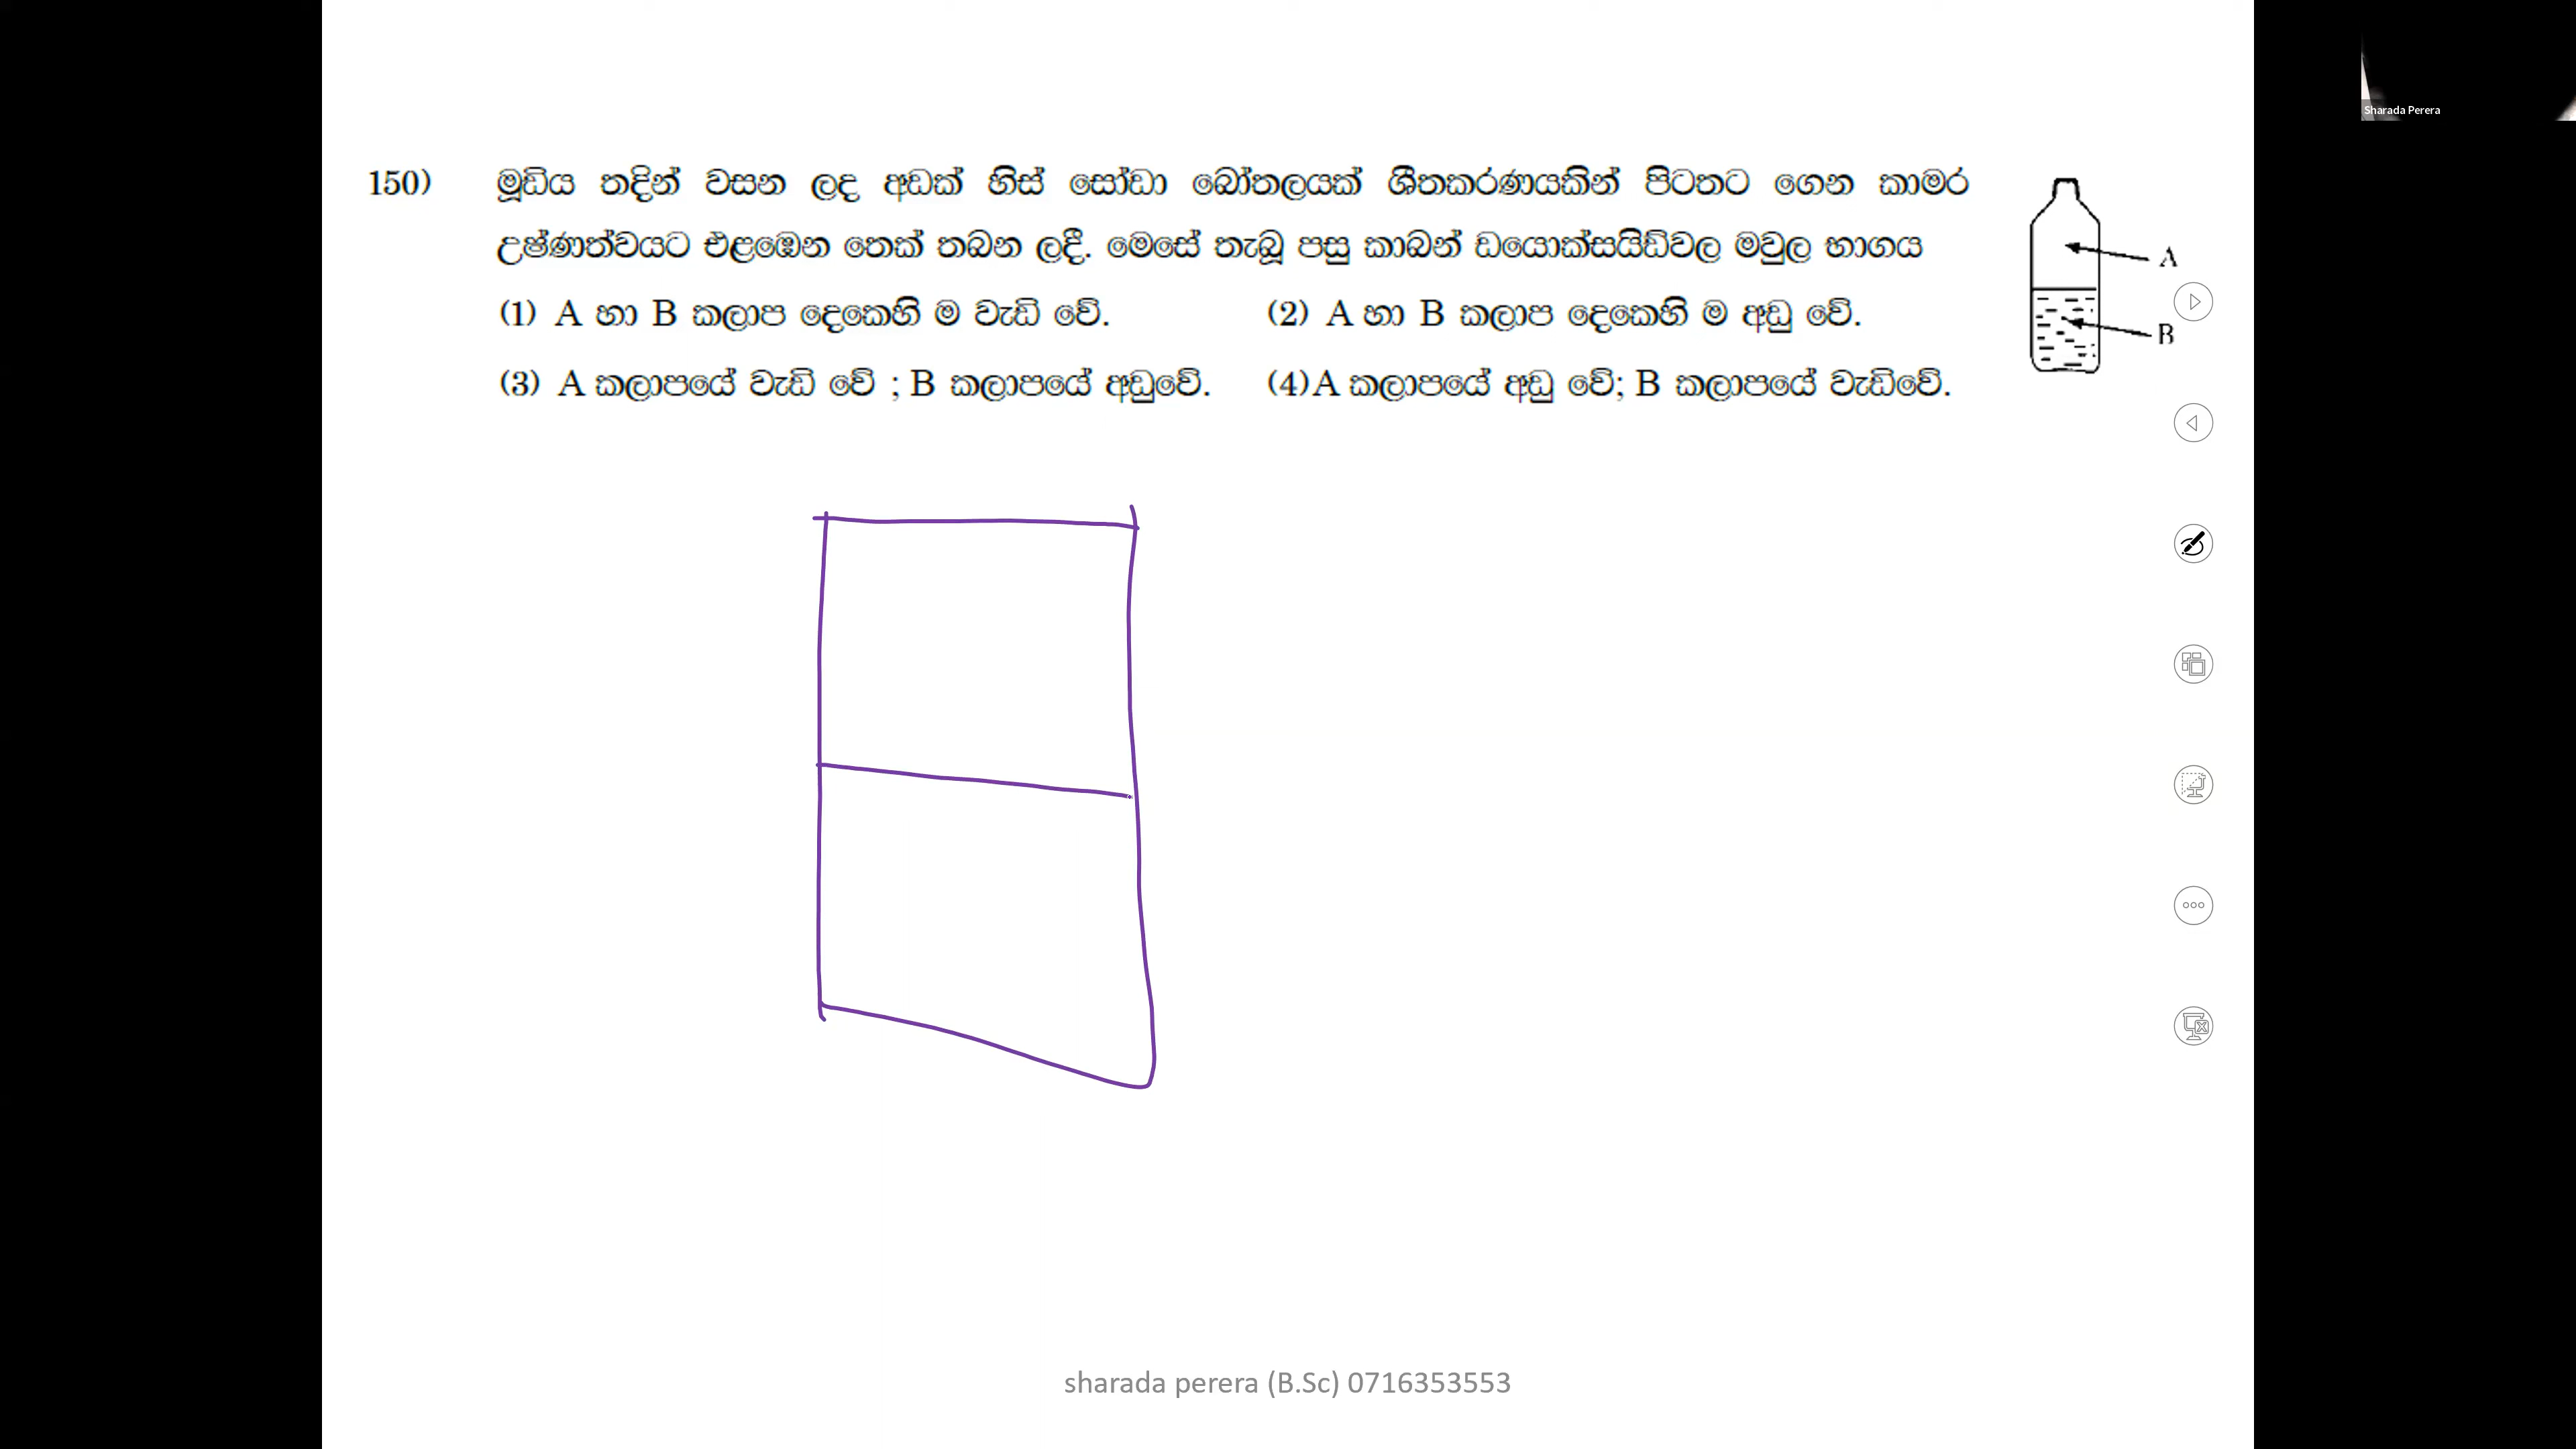 Sharada Perera
150) මූඩිය තදින් වසන ලද අඩක් හිස් සෝඩා බෝතලයක් ශීතකරණයකින් පිටතට ගෙන කාමර
උෂ්ණත්වයට එළඹෙන තෙක් තබන ලදී. මෙසේ තැබූ පසු කාබන් ඩයොක්සයිඩ්වල මවුල භාගය
(1) A හා B කලාප දෙකෙහි ම වැඩි වේ. (2) A හා B කලාප දෙකෙහි ම අඩු වේ.
(3) A කලාපයේ වැඩි වේ ; B කලාපයේ අඩුවේ. (4)A කලාපයේ අඩු වේ; B කලාපයේ වැඩිවේ.
A
B
sharada perera (B.Sc) 0716353553